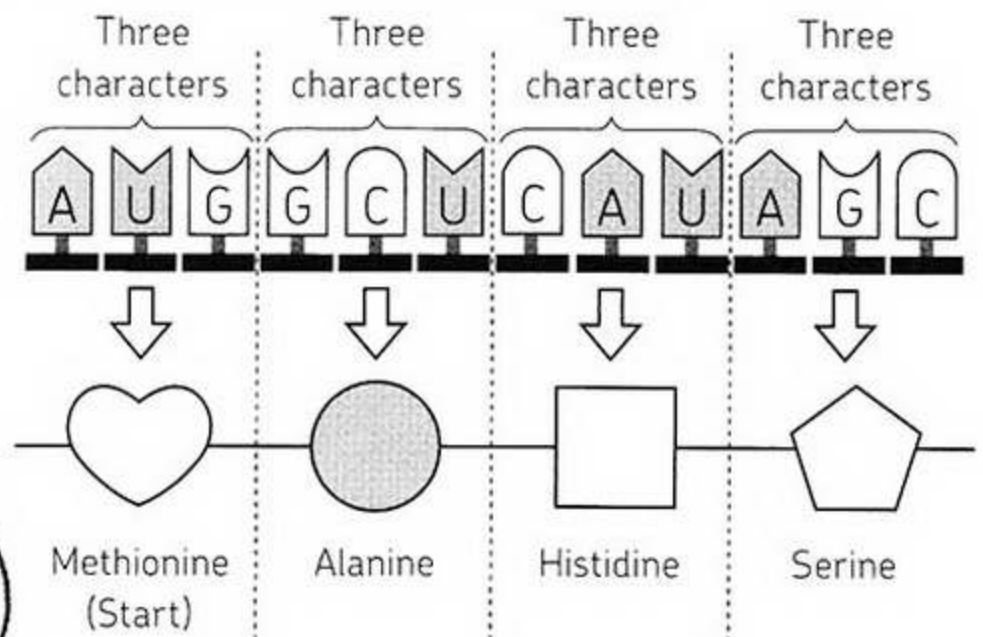 Three Three Three Three
characters characters characters characters
A U G G C U C A U A G C
Methionine Alanine Histidine Serine
(Start)